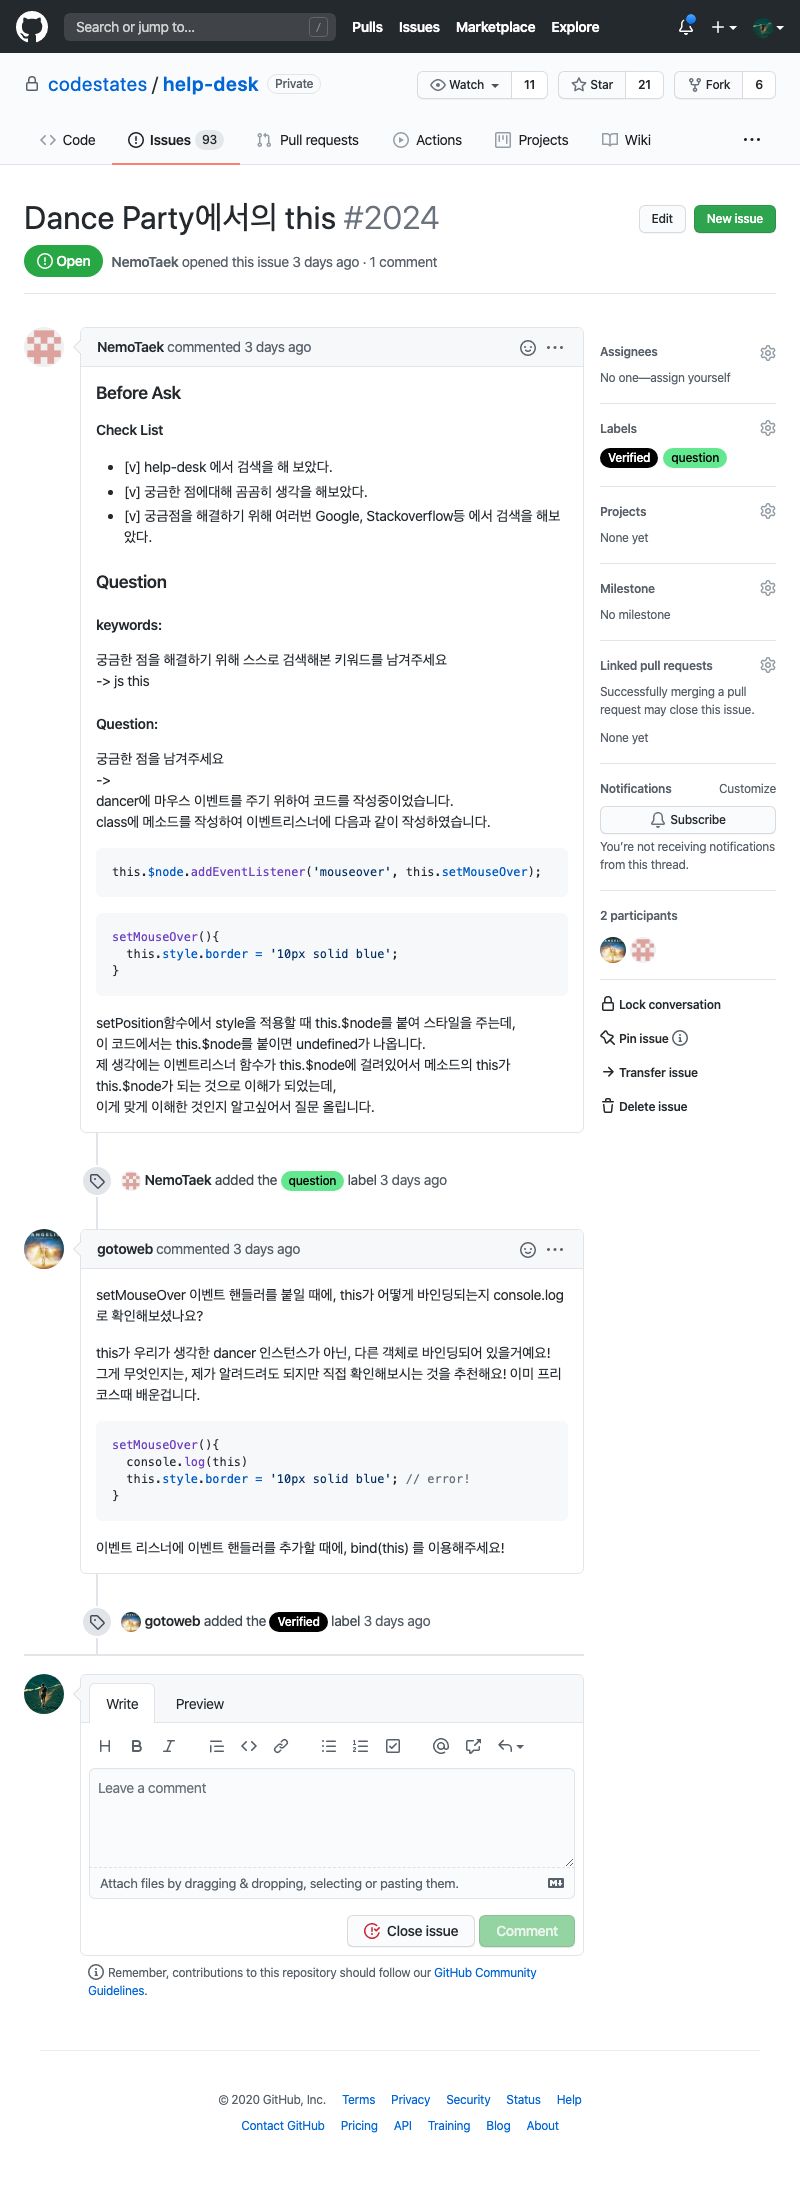 Search or jump to... /
Pulls Issues Marketplace Explore
codestates / help-desk Private
Watch 11 Star 21 Fork 6
Code Issues 93 Pull requests Actions Projects Wiki ...
Dance Party에서의 this #2024
Edit New issue
Open NemoTaek opened this issue 3 days ago · 1 comment
NemoTaek commented 3 days ago
Before Ask
Check List
• [v] help-desk 에서 검색을 해 보았다.
• [v] 궁금한 점에대해 곰곰히 생각을 해보았다.
• [v] 궁금점을 해결하기 위해 여러번 Google, Stackoverflow등 에서 검색을 해보
았다.
Question
keywords:
궁금한 점을 해결하기 위해 스스로 검색해본 키워드를 남겨주세요
-> js this
Question:
궁금한 점을 남겨주세요
->
dancer에 마우스 이벤트를 주기 위하여 코드를 작성중이었습니다.
class에 메소드를 작성하여 이벤트리스너에 다음과 같이 작성하였습니다.
this.$node.addEventListener('mouseover', this.setMouseOver);
setMouseOver(){
this.style.border = '10px solid blue';
}
setPosition함수에서 style을 적용할 때 this.$node를 붙여 스타일을 주는데,
이 코드에서는 this.$node를 붙이면 undefined가 나옵니다.
제 생각에는 이벤트리스너 함수가 this.$node에 걸려있어서 메소드의 this가
this.$node가 되는 것으로 이해가 되었는데,
이게 맞게 이해한 것인지 알고싶어서 질문 올립니다.
NemoTaek added the question label 3 days ago
gotoweb commented 3 days ago
setMouseOver 이벤트 핸들러를 붙일 때에, this가 어떻게 바인딩되는지 console.log
로 확인해보셨나요?
this가 우리가 생각한 dancer 인스턴스가 아닌, 다른 객체로 바인딩되어 있을거예요!
그게 무엇인지는, 제가 알려드려도 되지만 직접 확인해보시는 것을 추천해요! 이미 프리
코스때 배운겁니다.
setMouseOver(){
console.log(this)
this.style.border = '10px solid blue'; // error!
}
이벤트 리스너에 이벤트 핸들러를 추가할 때에, bind(this) 를 이용해주세요!
gotoweb added the Verified label 3 days ago
Write Preview
Leave a comment
Attach files by dragging & dropping, selecting or pasting them.
Close issue Comment
Remember, contributions to this repository should follow our GitHub Community
Guidelines.
Assignees
No one—assign yourself
Labels
Verified question
Projects
None yet
Milestone
No milestone
Linked pull requests
Successfully merging a pull
request may close this issue.
None yet
Notifications Customize
Subscribe
You're not receiving notifications
from this thread.
2 participants
Lock conversation
Pin issue
Transfer issue
Delete issue
© 2020 GitHub, Inc. Terms Privacy Security Status Help
Contact GitHub Pricing API Training Blog About